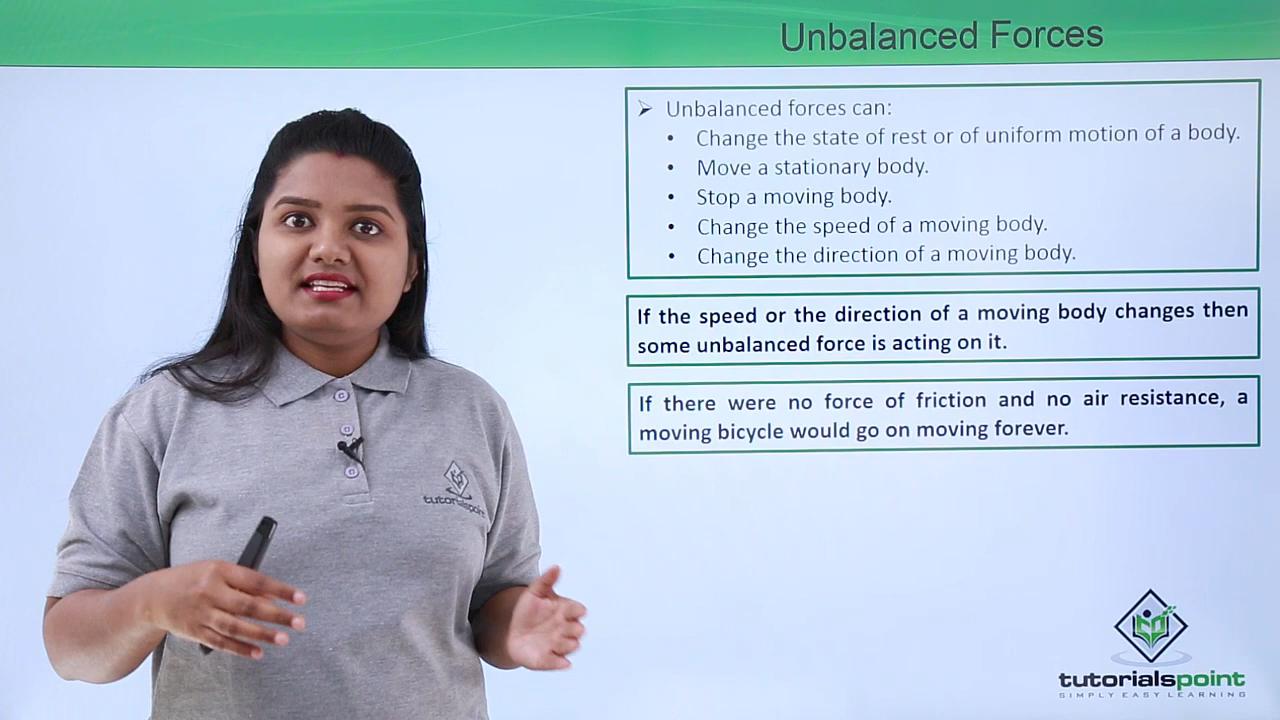 Unbalanced Forces
➢ Unbalanced forces can:
• Change the state of rest or of uniform motion of a body.
• Move a stationary body.
• Stop a moving body.
• Change the speed of a moving body.
• Change the direction of a moving body.
If the speed or the direction of a moving body changes then
some unbalanced force is acting on it.
If there were no force of friction and no air resistance, a
moving bicycle would go on moving forever.
tutorialspoint
tutorialspoint
SIMPLY EASY LEARNING